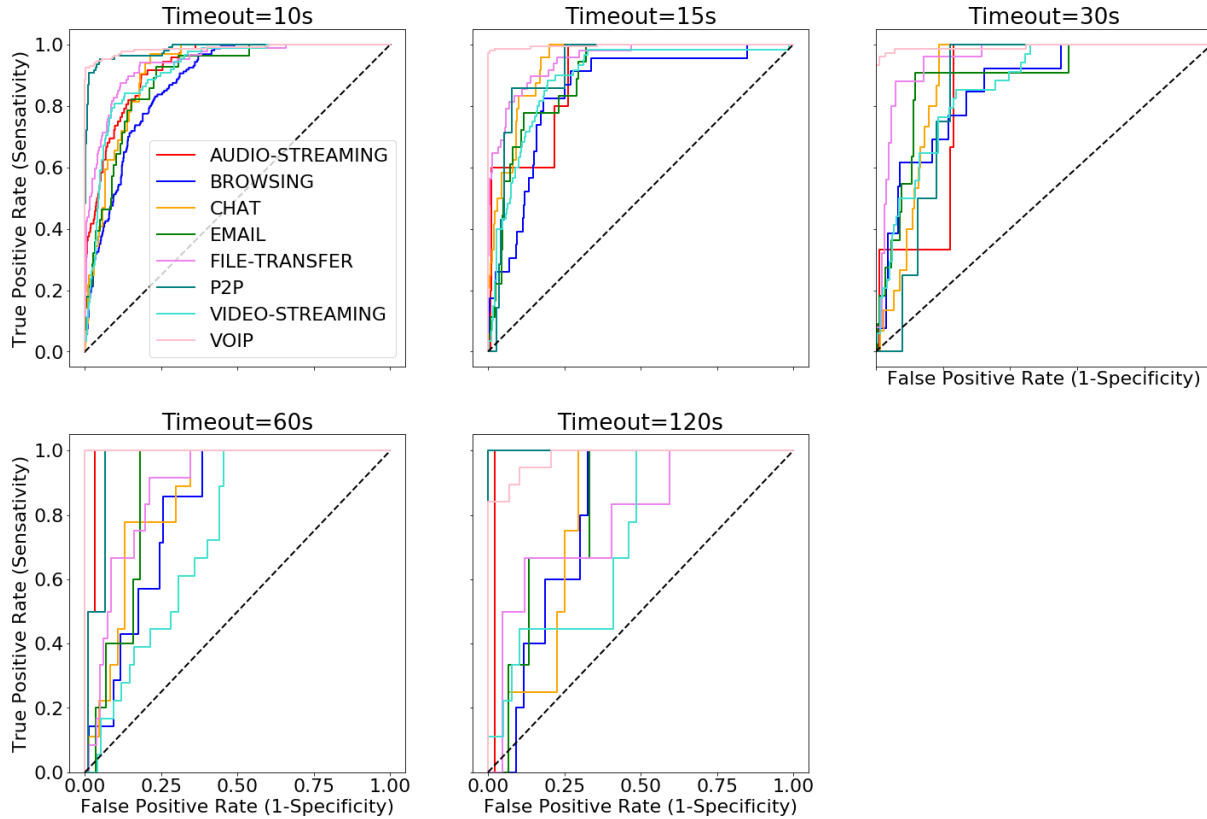 Timeout=10s
Timeout=15s
Timeout=30s
True Positive Rate (Sensativity)
1.0
0.8
0.6
0.4
0.2
0.0
AUDIO-STREAMING
BROWSING
CHAT
EMAIL
FILE-TRANSFER
P2P
VIDEO-STREAMING
VOIP
False Positive Rate (1-Specificity)
Timeout=60s
Timeout=120s
True Positive Rate (Sensativity)
1.0
0.8
0.6
0.4
0.2
0.0
0.00 0.25 0.50 0.75 1.00
0.00 0.25 0.50 0.75 1.00
False Positive Rate (1-Specificity)
False Positive Rate (1-Specificity)